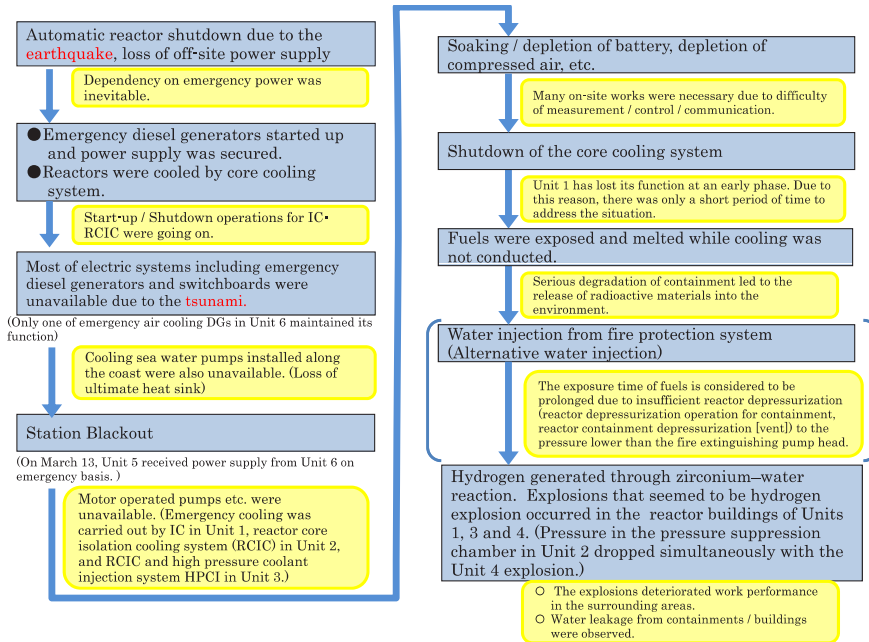 Automatic reactor shutdown due to the
earthquake, loss of off-site power supply
Dependency on emergency power was
inevitable.
●Emergency diesel generators started up
and power supply was secured.
●Reactors were cooled by core cooling
system.
Start-up / Shutdown operations for IC･
RCIC were going on.
Most of electric systems including emergency
diesel generators and switchboards were
unavailable due to the tsunami.
(Only one of emergency air cooling DGs in Unit 6 maintained its
function)
Cooling sea water pumps installed along
the coast were also unavailable. (Loss of
ultimate heat sink)
Station Blackout
(On March 13, Unit 5 received power supply from Unit 6 on
emergency basis. )
Motor operated pumps etc. were
unavailable. (Emergency cooling was
carried out by IC in Unit 1, reactor core
isolation cooling system (RCIC) in Unit 2,
and RCIC and high pressure coolant
injection system HPCI in Unit 3.)
Soaking / depletion of battery, depletion of
compressed air, etc.
Many on-site works were necessary due to difficulty
of measurement / control / communication.
Shutdown of the core cooling system
Unit 1 has lost its function at an early phase. Due to
this reason, there was only a short period of time to
address the situation.
Fuels were exposed and melted while cooling was
not conducted.
Serious degradation of containment led to the
release of radioactive materials into the
environment.
Water injection from fire protection system
(Alternative water injection)
The exposure time of fuels is considered to be
prolonged due to insufficient reactor depressurization
(reactor depressurization operation for containment,
reactor containment depressurization [vent]) to the
pressure lower than the fire extinguishing pump head.
Hydrogen generated through zirconium–water
reaction. Explosions that seemed to be hydrogen
explosion occurred in the reactor buildings of Units
1, 3 and 4. (Pressure in the pressure suppression
chamber in Unit 2 dropped simultaneously with the
Unit 4 explosion.)
○ The explosions deteriorated work performance
in the surrounding areas.
○ Water leakage from containments / buildings
were observed.